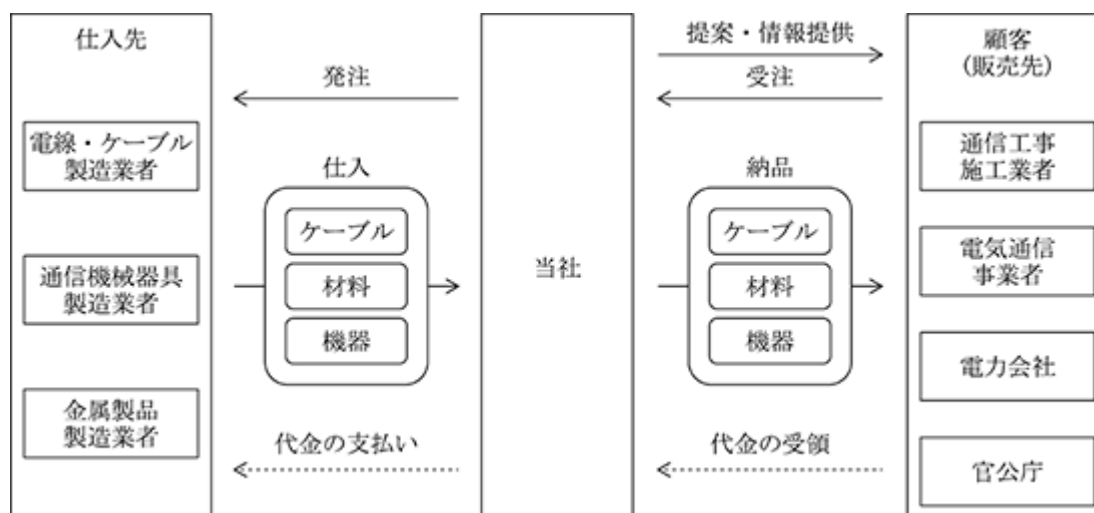 仕入先
電線・ケーブル
製造業者
通信機械器具
製造業者
金属製品
製造業者
発注
仕入
ケーブル
材料
機器
代金の支払い
当社
提案・情報提供
受注
納品
ケーブル
材料
機器
代金の受領
顧客
(販売先)
通信工事
施工業者
電気通信
事業者
電力会社
官公庁